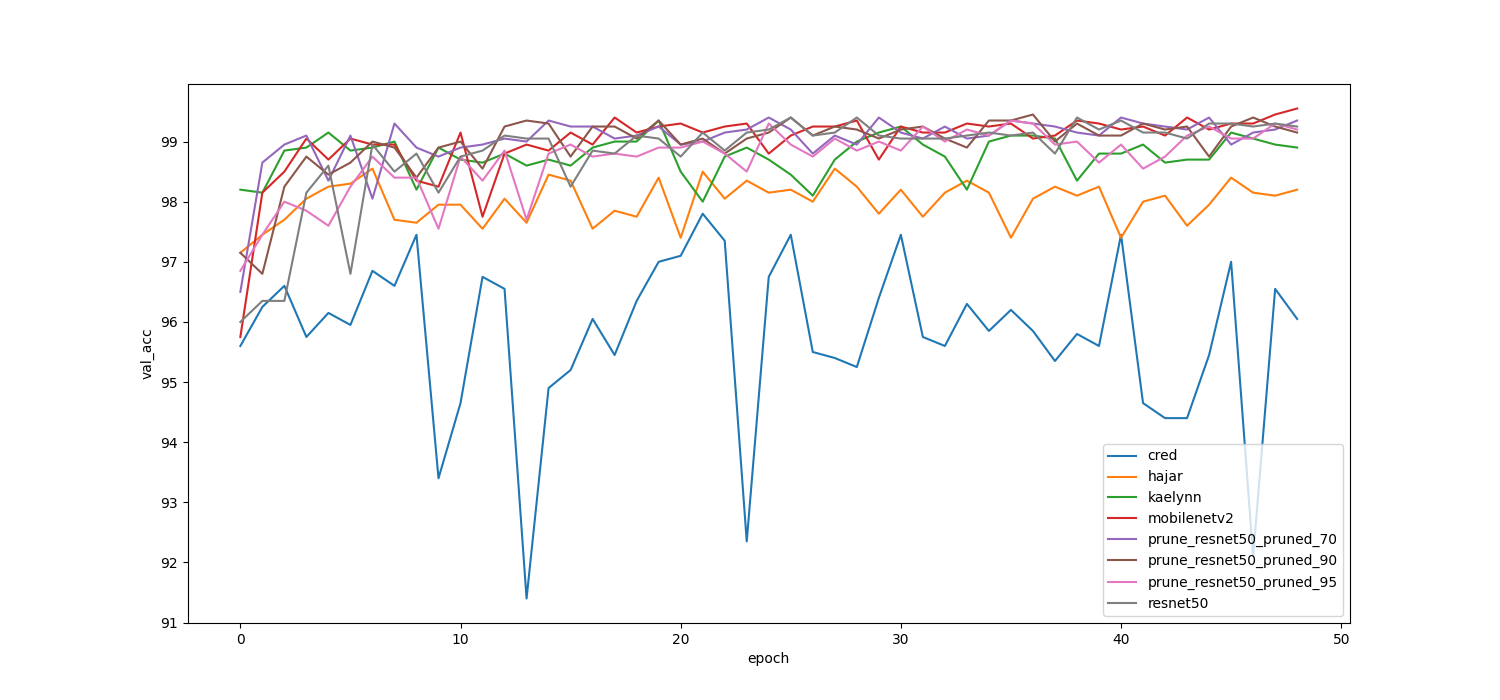 99
98
97
96
95
94
93
92
91
val_acc
0 10 20 30 40 50
epoch
cred
hajar
kaelynn
mobilenetv2
prune_resnet50_pruned_70
prune_resnet50_pruned_90
prune_resnet50_pruned_95
resnet50